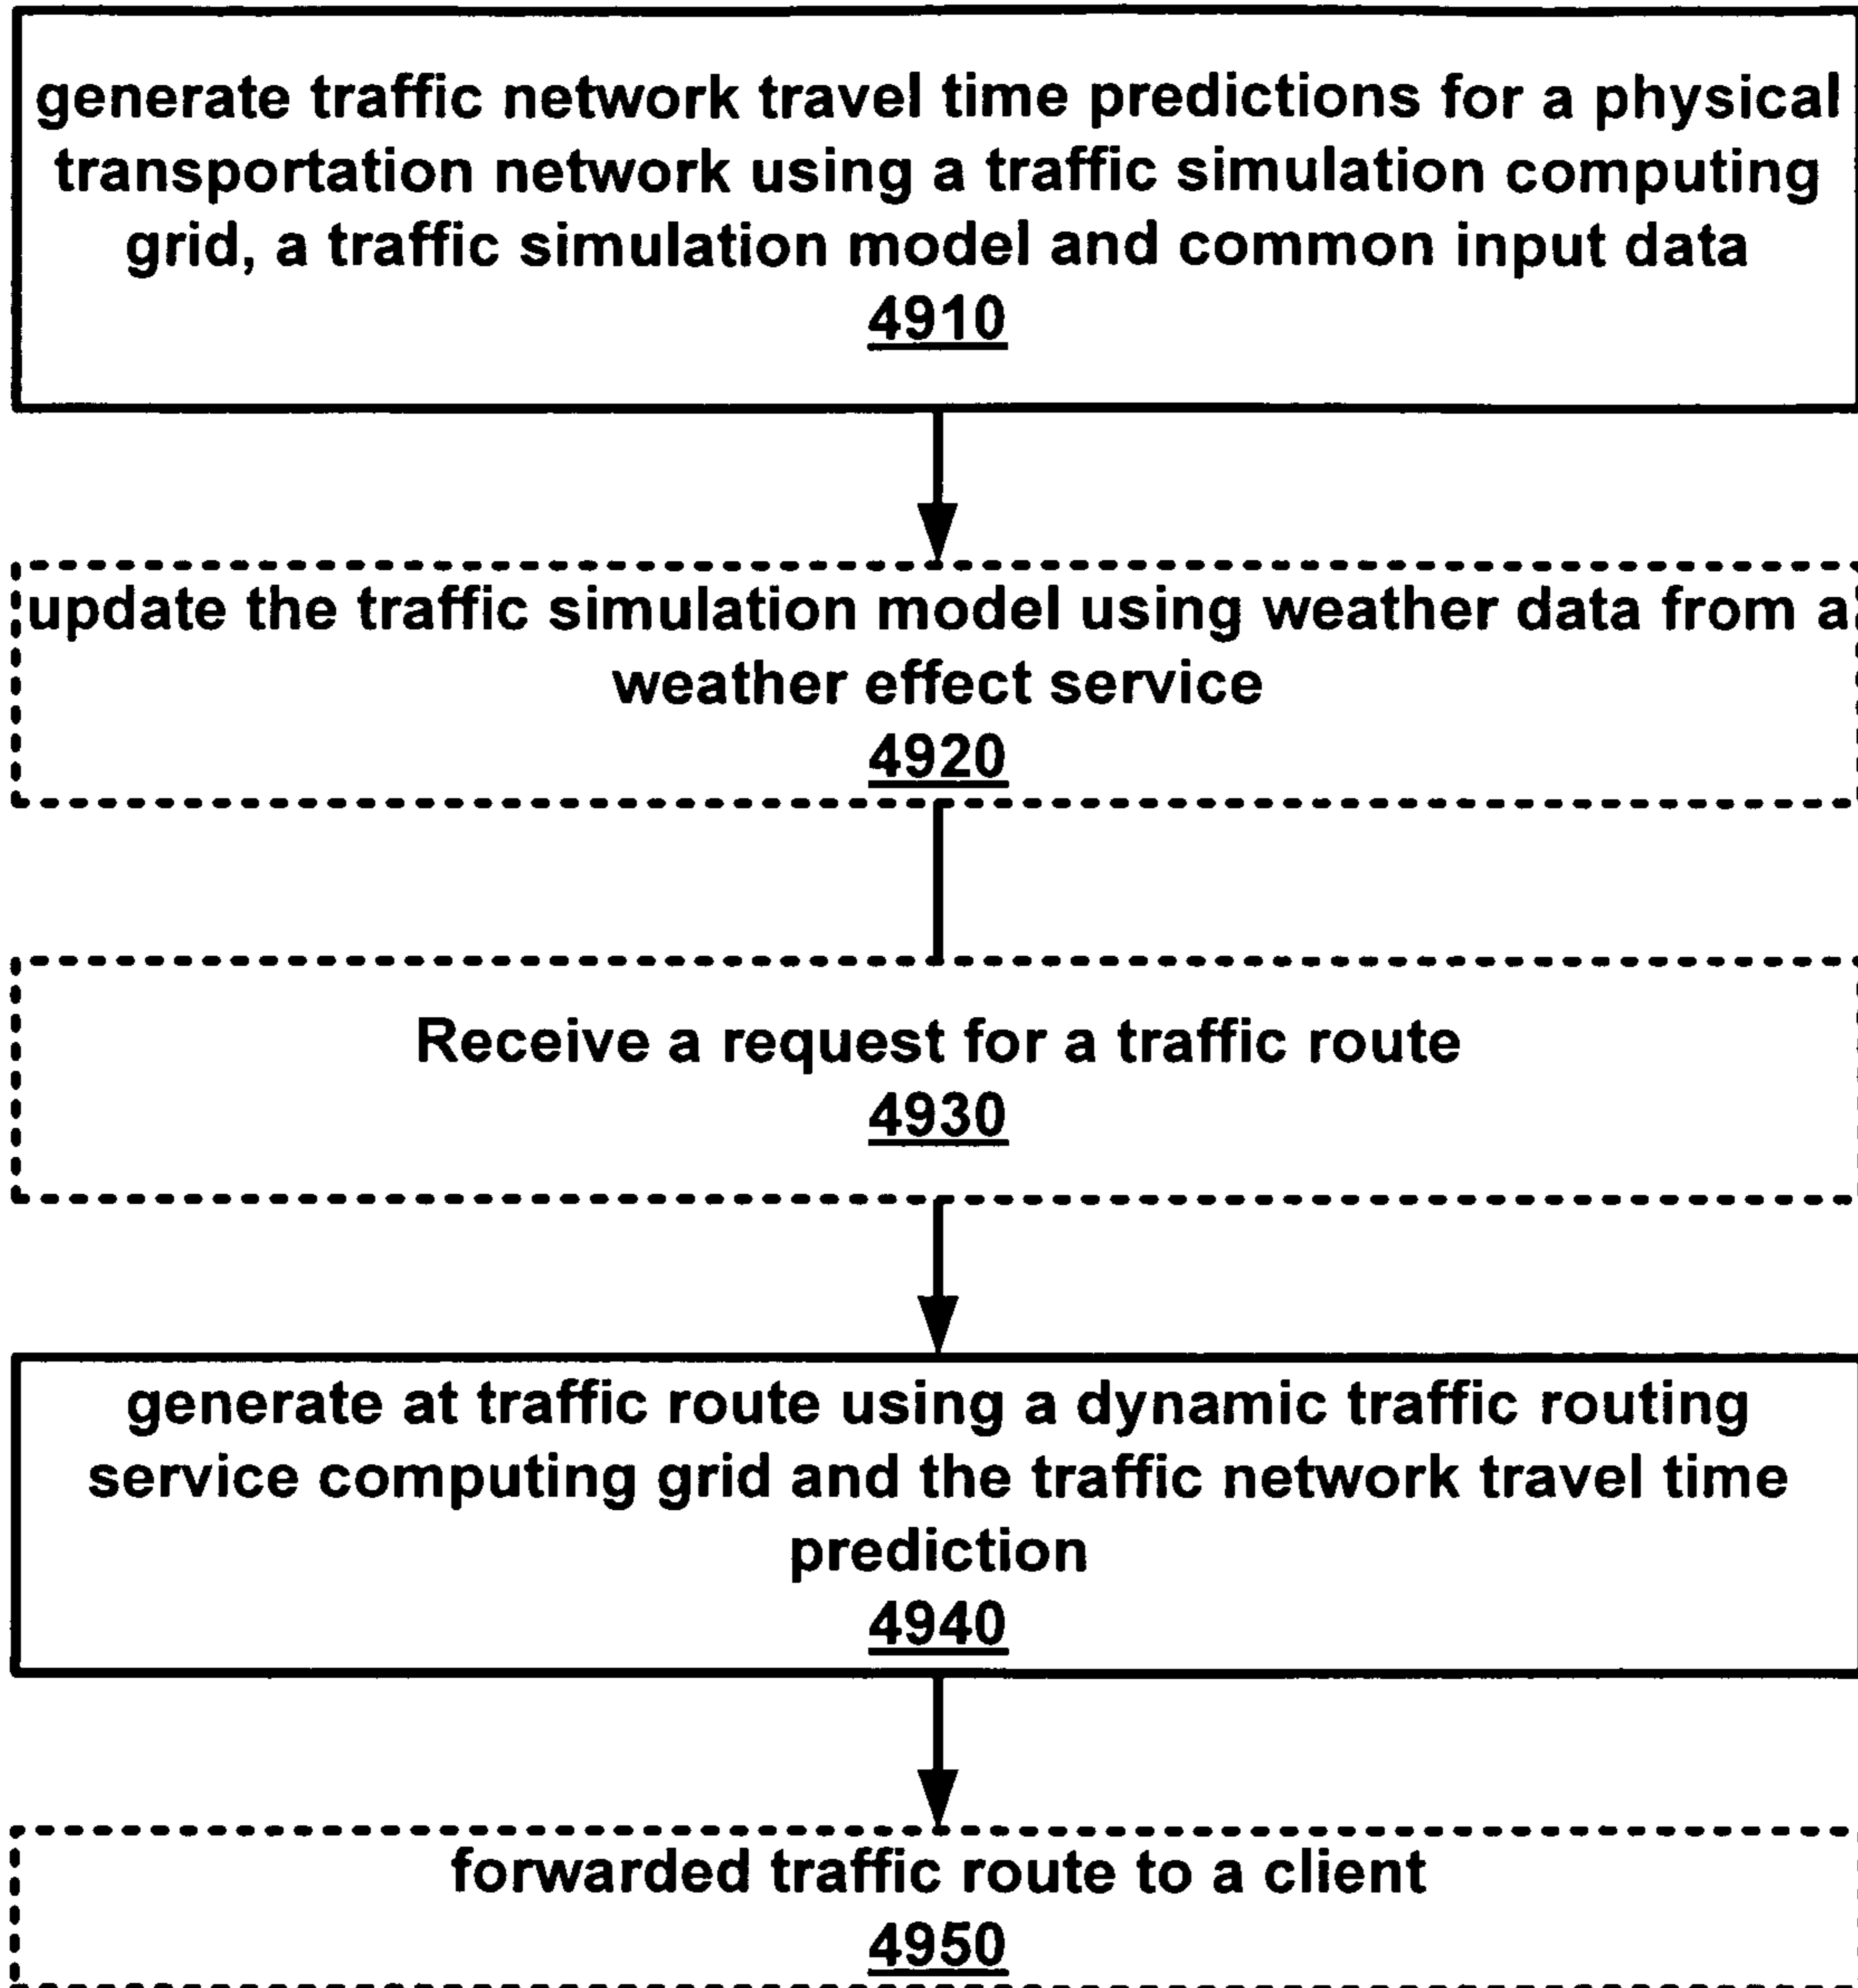 generate traffic network travel time predictions for a physical
transportation network using a traffic simulation computing
grid, a traffic simulation model and common input data
4910
update the traffic simulation model using weather data from a
weather effect service
4920
Receive a request for a traffic route
4930
generate at traffic route using a dynamic traffic routing
service computing grid and the traffic network travel time
prediction
4940
forwarded traffic route to a client
4950